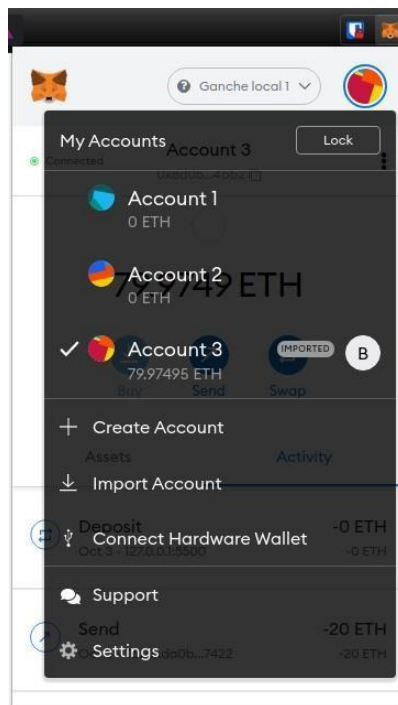 Ganche local 1
My Accounts
Lock
Connected
Account 3
Account 1
0 ETH
79.9749 ETH
Account 2
0 ETH
Account 3
IMPORTED
B
79.97495 ETH
Buy
Send
Swap
Create Account
Assets
Activity
Import Account
Deposit
-0 ETH
Connect Hardware Wallet
Oct 3 - 127.0.0.1:5500
-0 ETH
Support
Send
-20 ETH
Settings
-20 ETH